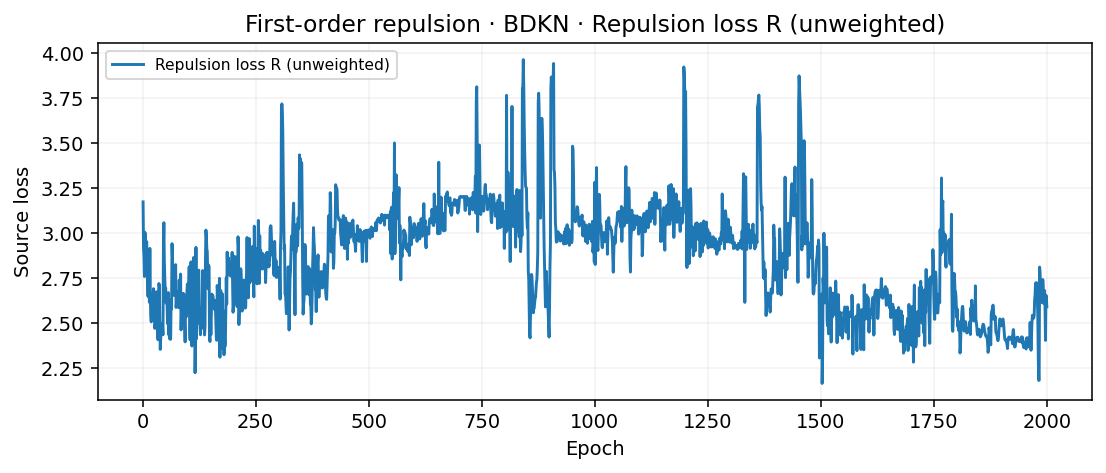 First-order repulsion · BDKN · Repulsion loss R (unweighted)
Repulsion loss R (unweighted)
Source loss
4.00
3.75
3.50
3.25
3.00
2.75
2.50
2.25
0 250 500 750 1000 1250 1500 1750 2000
Epoch